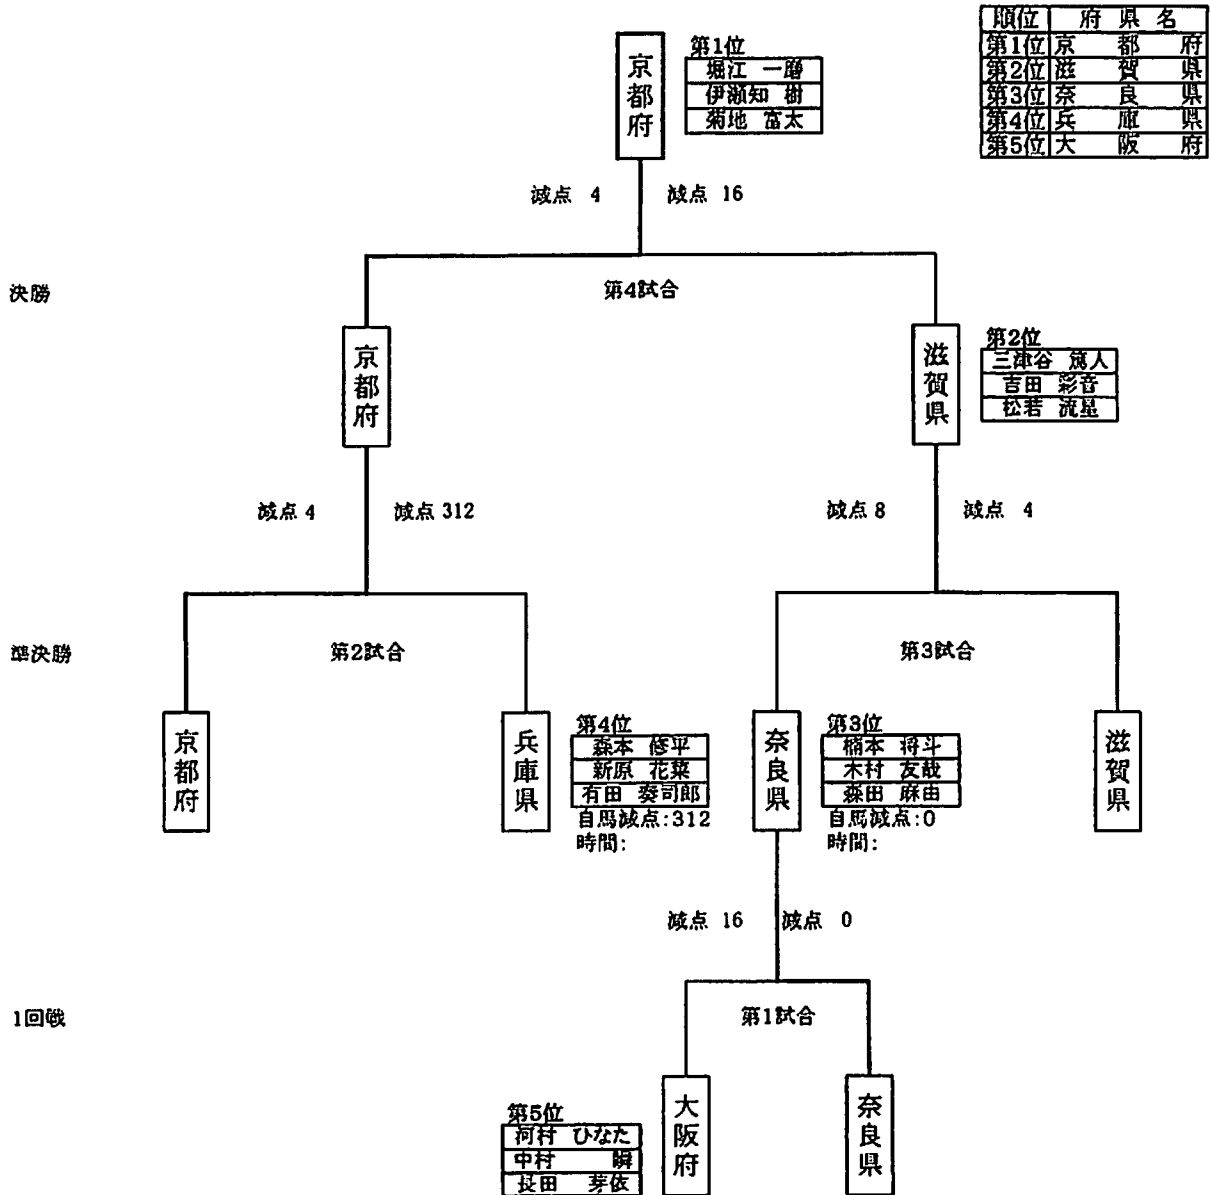 順位 府県名
第1位 京都府
第2位 滋賀県
第3位 奈良県
第4位 兵庫県
第5位 大阪府
京都府
第1位
堀江 一磨
伊瀬知 樹
菊地 富太
減点 4 減点 16
決勝
第4試合
京都府
滋賀県
第2位
三津谷 篤人
吉田 彩音
松若 流星
減点 4 減点 312
減点 8 減点 4
準決勝
第2試合
第3試合
京都府
兵庫県
第4位
森本 修平
新原 花菜
有田 奏司郎
自馬減点:312
時間:
奈良県
第3位
楠本 将斗
木村 友哉
森田 麻由
自馬減点:0
時間:
滋賀県
減点 16 減点 0
1回戦
第1試合
第5位
河村 ひなた
中村 瞬
長田 芽依
大阪府
奈良県